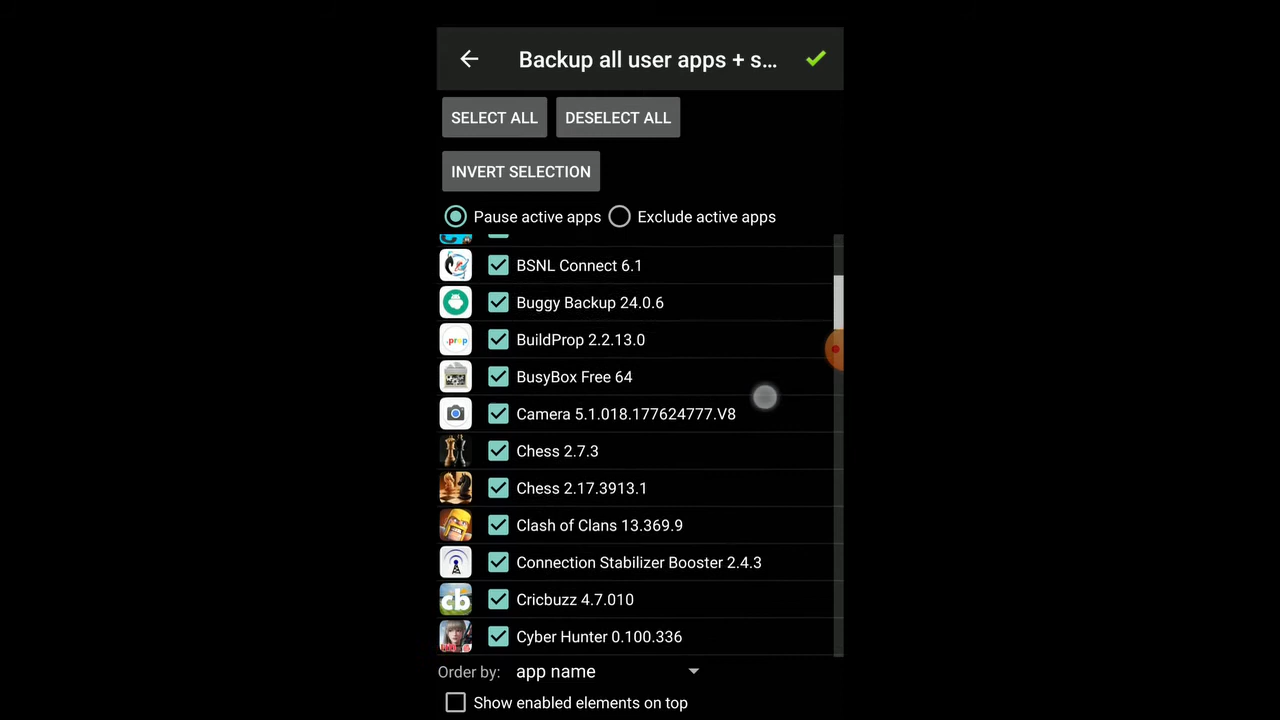 Backup all user apps + s...
SELECT ALL
DESELECT ALL
INVERT SELECTION
Pause active apps
Exclude active apps
BSNL Connect 6.1
Buggy Backup 24.0.6
.prop
BuildProp 2.2.13.0
BusyBox Free 64
Camera 5.1.018.177624777.V8
Chess 2.7.3
Chess 2.17.3913.1
Clash of Clans 13.369.9
Connection Stabilizer Booster 2.4.3
cb
Cricbuzz 4.7.010
Cyber Hunter 0.100.336
Order by:
app name
Show enabled elements on top